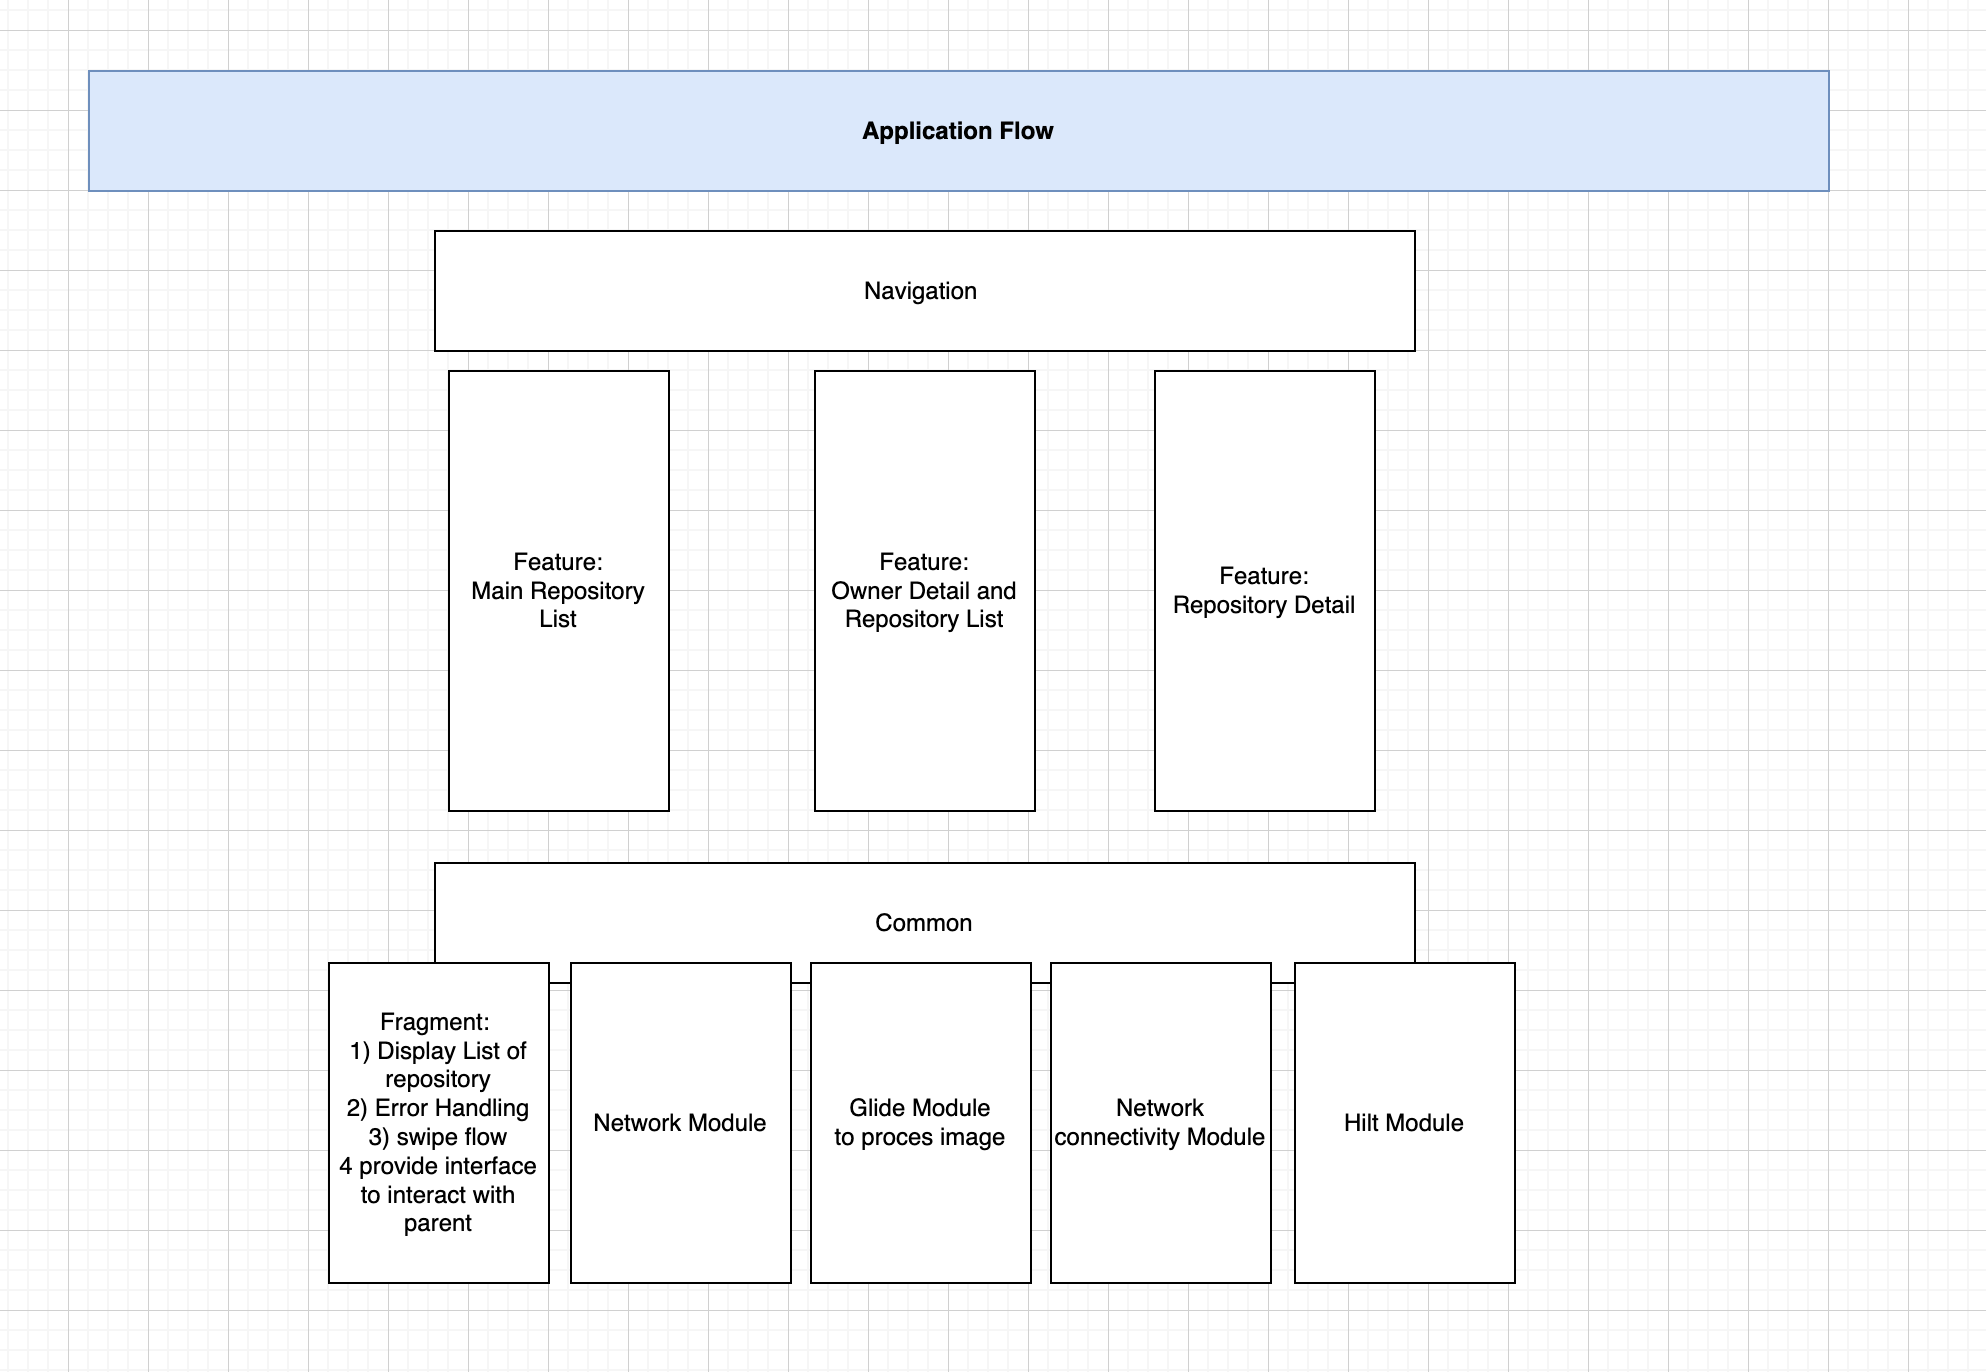 Application Flow
Navigation
Feature:
Main Repository
List
Feature:
Owner Detail and
Repository List
Feature:
Repository Detail
Common
Fragment:
1) Display List of
repository
2) Error Handling
3) swipe flow
4 provide interface
to interact with
parent
Network Module
Glide Module
to proces image
Network
connectivity Module
Hilt Module